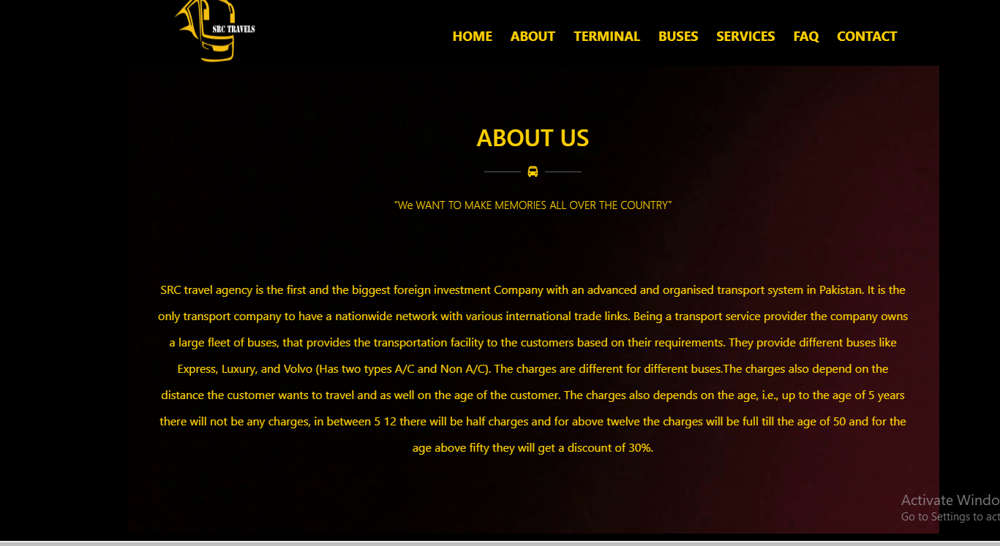 SRC TRAVELS
HOME ABOUT TERMINAL BUSES SERVICES FAQ CONTACT
ABOUT US
“We WANT TO MAKE MEMORIES ALL OVER THE COUNTRY”
SRC travel agency is the first and the biggest foreign investment Company with an advanced and organised transport system in Pakistan. It is the
only transport company to have a nationwide network with various international trade links. Being a transport service provider the company owns
a large fleet of buses, that provides the transportation facility to the customers based on their requirements. They provide different buses like
Express, Luxury, and Volvo (Has two types A/C and Non A/C). The charges are different for different buses.The charges also depend on the
distance the customer wants to travel and as well on the age of the customer. The charges also depends on the age, i.e., up to the age of 5 years
there will not be any charges, in between 5 12 there will be half charges and for above twelve the charges will be full till the age of 50 and for the
age above fifty they will get a discount of 30%.
Activate Windo
Go to Settings to act